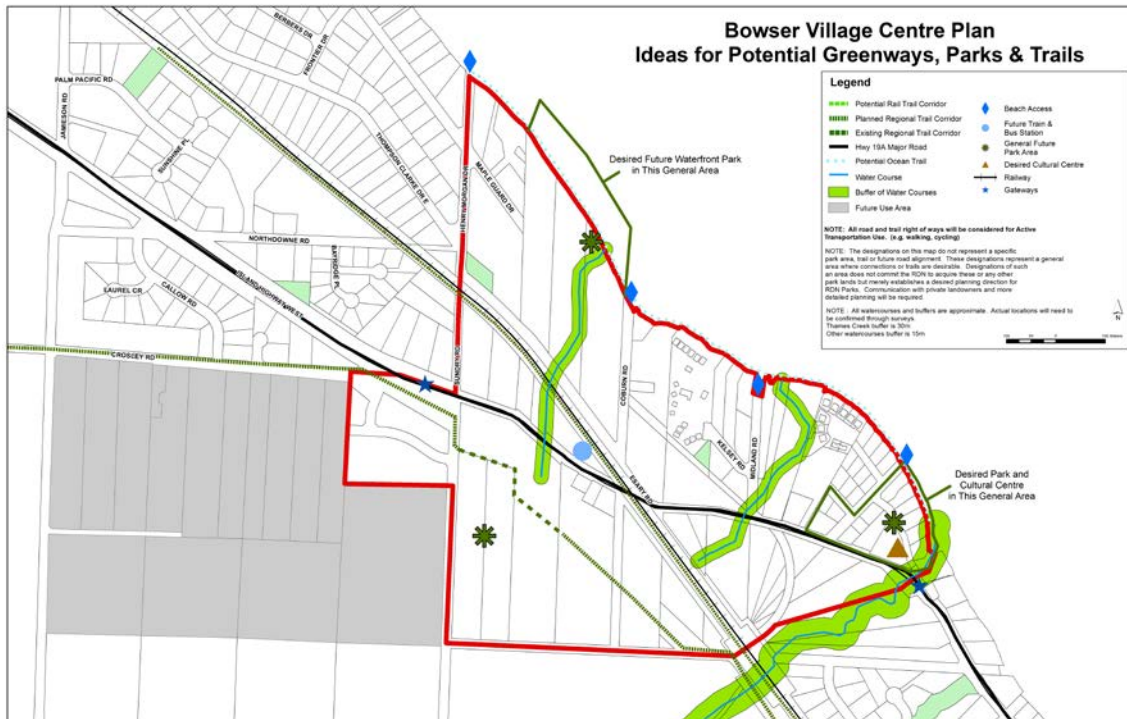 Bowser Village Centre Plan
Ideas for Potential Greenways, Parks & Trails
Legend
Potential Rail Trail Corridor
Planned Regional Trail Corridor
Existing Regional Trail Corridor
Hwy 19A Major Road
Potential Ocean Trail
Water Course
Buffer of Water Courses
Future Use Area
Beach Access
Future Train &
Bus Station
General Future
Park Area
Desired Cultural Centre
Railway
Gateways
NOTE: All road and trail right of ways will be considered for Active
Transportation Use. (e.g. walking, cycling)
NOTE: The designations on this map do not represent a specific
park area, trail or future road alignment. These designations represent a general
area where connections or trails are desirable. Designations of such
an area does not commit the RDN to acquire these or any other
park lands but merely establishes a desired planning direction for
RDN Parks. Communication with private landowners and more
detailed planning will be required.
NOTE: All watercourses and buffers are approximate. Actual locations will need to
be confirmed through surveys.
Thames Creek buffer is 30m
Other watercourses buffer is 15m
N
BERBERS DR
FRONTIER DR
PALM PACIFIC RD
JAMIESON RD
SUNSHINE PL
THOMPSON CLARKE DR E
MAPLE GUARD DR
HENRY MORGAN DR
Desired Future Waterfront Park
in This General Area
NORTHDOWNE RD
BAYRIDGE PL
LAUREL CR
CALLOW RD
ISLAND HIGHWAY WEST
CROSLEY RD
SUNDRY RD
COBURN RD
KELSEY RD
MIDLAND RD
ESARY RD
Desired Park and
Cultural Centre
in This General Area